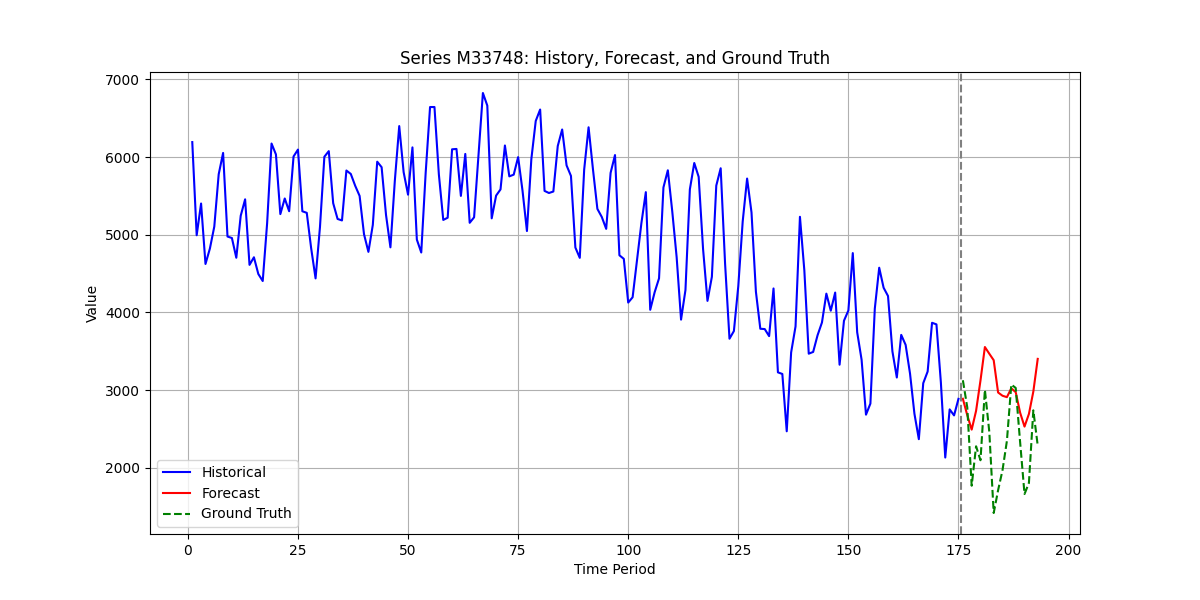 Series M33748: History, Forecast, and Ground Truth
7000
6000
5000
4000
3000
2000
Value
Historical
Forecast
Ground Truth
0 25 50 75 100 125 150 175 200
Time Period